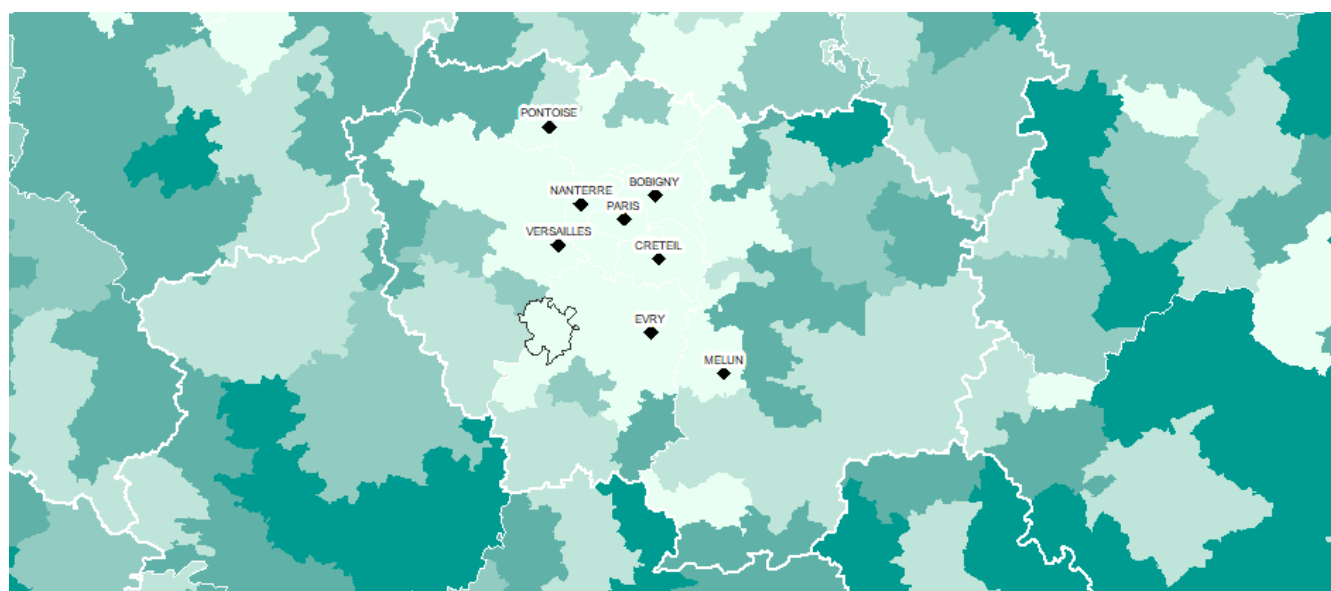 PONTOISE
BOBIGNY
NANTERRE
PARIS
VERSAILLES
CRETEIL
EVRY
MELUN